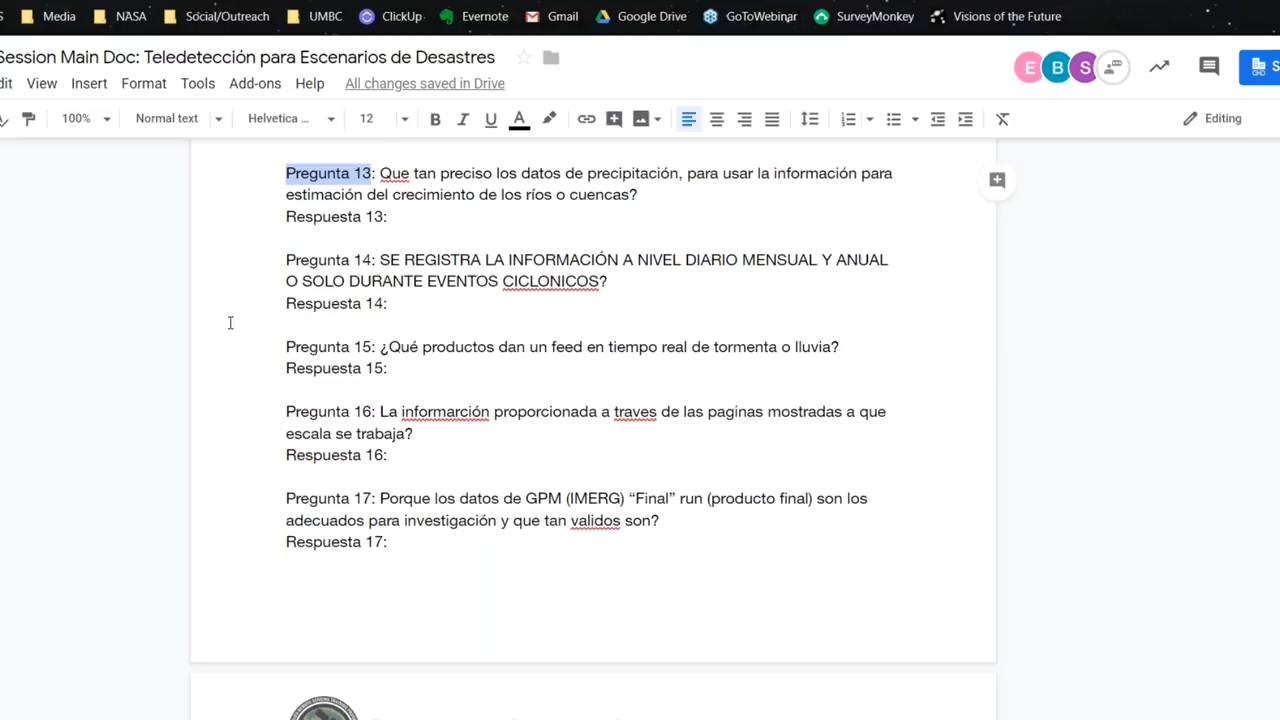 Media NASA Social/Outreach UMBC ClickUp Evernote Gmail Google Drive GoToWebinar SurveyMonkey Visions of the Future
Session Main Doc: Teledetección para Escenarios de Desastres
E B S S
dit View Insert Format Tools Add-ons Help All changes saved in Drive
100% Normal text Helvetica ... 12 B I U A Editing
Pregunta 13: Que tan preciso los datos de precipitación, para usar la información para
estimación del crecimiento de los ríos o cuencas?
Respuesta 13:
Pregunta 14: SE REGISTRA LA INFORMACIÓN A NIVEL DIARIO MENSUAL Y ANUAL
O SOLO DURANTE EVENTOS CICLONICOS?
Respuesta 14:
Pregunta 15: ¿Qué productos dan un feed en tiempo real de tormenta o lluvia?
Respuesta 15:
Pregunta 16: La informarción proporcionada a traves de las paginas mostradas a que
escala se trabaja?
Respuesta 16:
Pregunta 17: Porque los datos de GPM (IMERG) “Final” run (producto final) son los
adecuados para investigación y que tan validos son?
Respuesta 17: